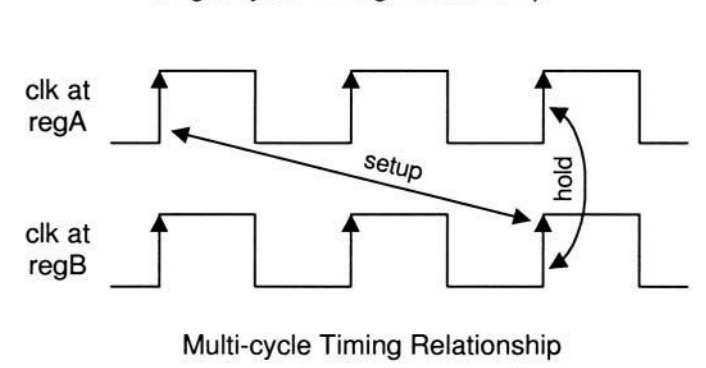 clk at
regA
setup
hold
clk at
regB
Multi-cycle Timing Relationship